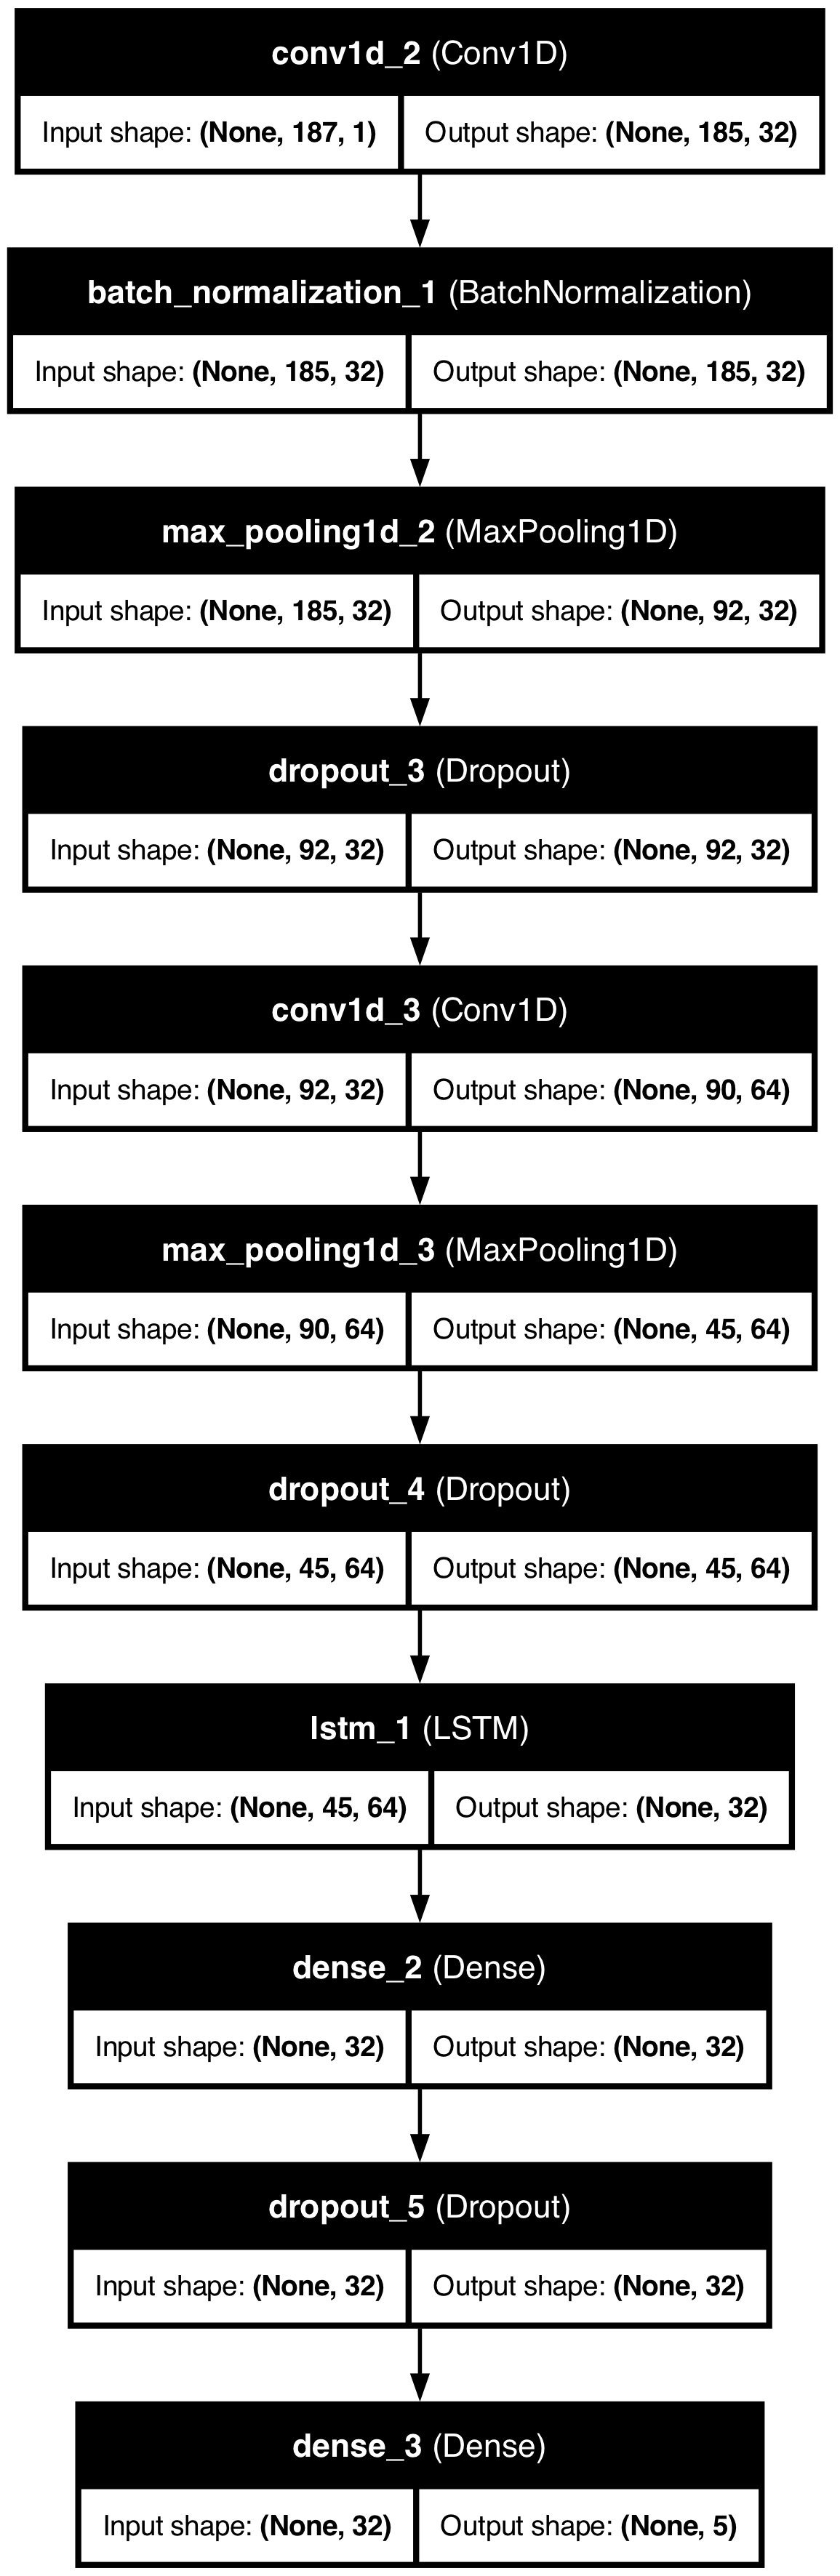 conv1d_2 (Conv1D)
Input shape: (None, 187, 1) Output shape: (None, 185, 32)
batch_normalization_1 (BatchNormalization)
Input shape: (None, 185, 32) Output shape: (None, 185, 32)
max_pooling1d_2 (MaxPooling1D)
Input shape: (None, 185, 32) Output shape: (None, 92, 32)
dropout_3 (Dropout)
Input shape: (None, 92, 32) Output shape: (None, 92, 32)
conv1d_3 (Conv1D)
Input shape: (None, 92, 32) Output shape: (None, 90, 64)
max_pooling1d_3 (MaxPooling1D)
Input shape: (None, 90, 64) Output shape: (None, 45, 64)
dropout_4 (Dropout)
Input shape: (None, 45, 64) Output shape: (None, 45, 64)
lstm_1 (LSTM)
Input shape: (None, 45, 64) Output shape: (None, 32)
dense_2 (Dense)
Input shape: (None, 32) Output shape: (None, 32)
dropout_5 (Dropout)
Input shape: (None, 32) Output shape: (None, 32)
dense_3 (Dense)
Input shape: (None, 32) Output shape: (None, 5)